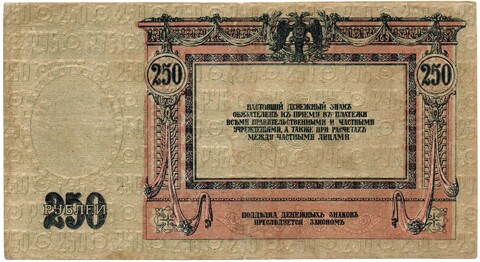 250
250
НАСТОЯЩІЙ ДЕНЕЖНЫЙ ЗНАКЪ
ОБЯЗАТЕЛЕНЪ КЪ ПРІЕМУ ВЪ ПЛАТЕЖИ
ВСѢМИ ПРАВИТЕЛЬСТВЕННЫМИ И ЧАСТНЫМИ
УЧРЕЖДЕНІЯМИ, А ТАКЖЕ ПРИ РАСЧЕТАХЪ
МЕЖДУ ЧАСТНЫМИ ЛИЦАМИ
250
РУБЛЕЙ
ПОДДѢЛКА ДЕНЕЖНЫХЪ ЗНАКОВЪ
ПРЕСЛѢДУЕТСЯ ЗАКОНОМЪ